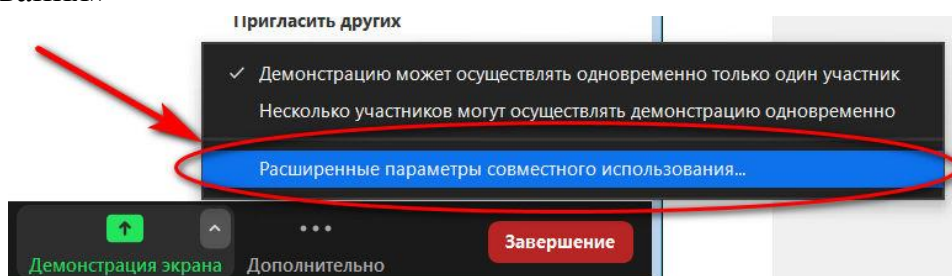 Пригласить других
✓ Демонстрацию может осуществлять одновременно только один участник
Несколько участников могут осуществлять демонстрацию одновременно
Расширенные параметры совместного использования...
Завершение
Демонстрация экрана
Дополнительно